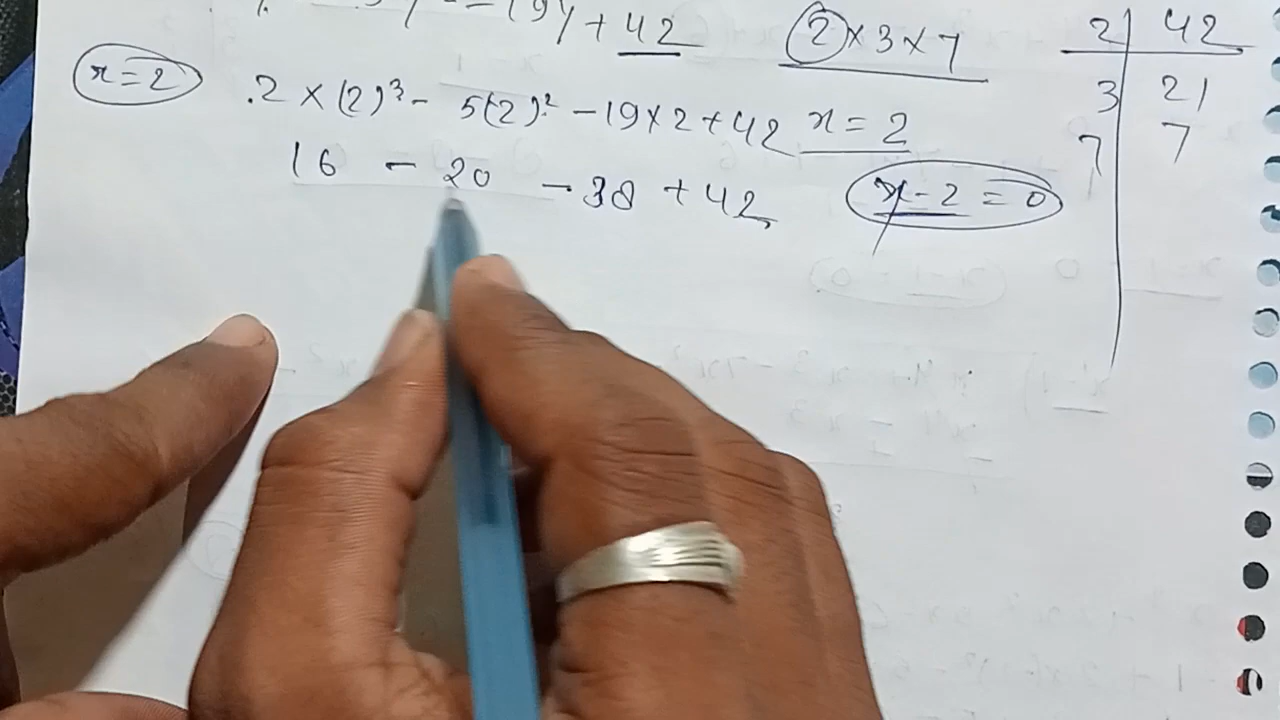 - 19x + 42
2 × 3 × 7
2 | 42
3 | 21
7 | 7
x = 2
2 × (2)³ - 5(2)² - 19 × 2 + 42
x = 2
16 - 20 - 38 + 42
x - 2 = 0